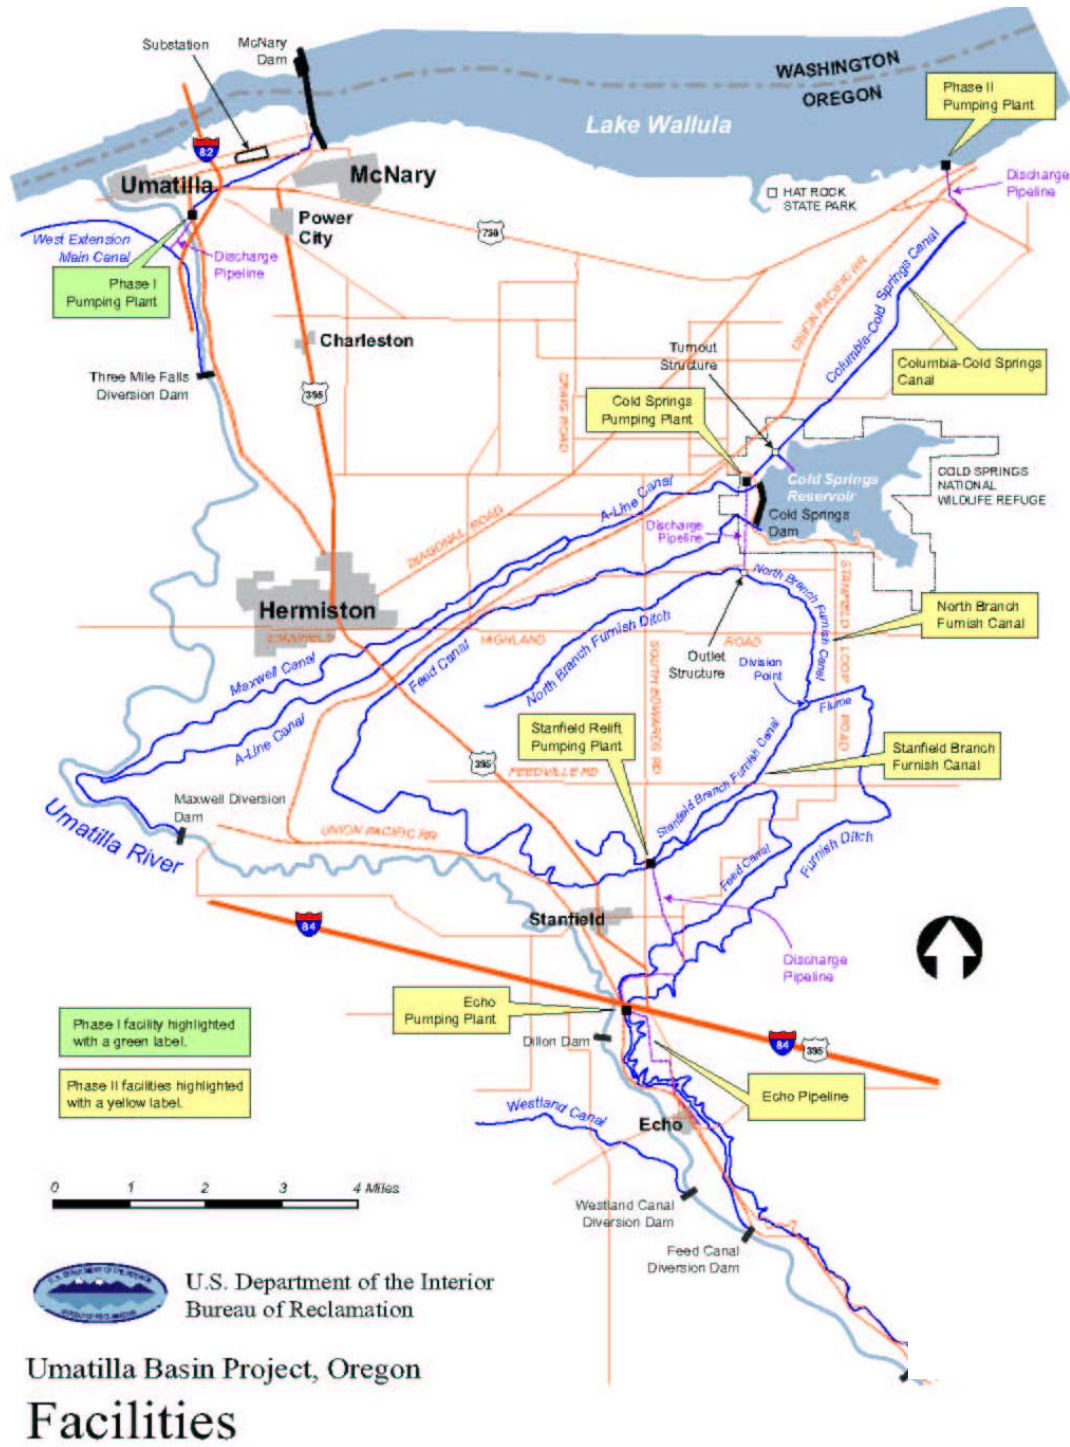 Substation
McNary
Dam
WASHINGTON
OREGON
Phase II
Pumping Plant
Lake Wallula
82
Umatilla
McNary
Discharge
Pipeline
HAT ROCK
STATE PARK
Power
City
730
West Extension
Main Canal
Discharge
Pipeline
Phase I
Pumping Plant
UNION PACIFIC RR
Columbia-Cold Springs Canal
Charleston
Turnout
Structure
Columbia-Cold Springs
Canal
Three Mile Falls
Diversion Dam
395
CRAIG ROAD
Cold Springs
Pumping Plant
Cold Springs
Reservoir
COLD SPRINGS
NATIONAL
WILDLIFE REFUGE
A-Line Canal
DIAGONAL ROAD
Discharge
Pipeline
Cold Springs
Dam
North Branch Furnish Canal
STANFIELD LOOP ROAD
North Branch
Furnish Canal
Hermiston
HIGHLAND
ROAD
Maxwell Canal
Feed Canal
North Branch Furnish Ditch
SOUTH EDWARDS RD
Outlet
Structure
Division
Point
Flume
A-Line Canal
Stanfield Relift
Pumping Plant
395
FEEDVILLE RD
Stanfield Branch Furnish Canal
Stanfield Branch
Furnish Canal
Maxwell Diversion
Dam
Umatilla River
UNION PACIFIC RR
Feed Canal
Furnish Ditch
Stanfield
84
Discharge
Pipeline
Echo
Pumping Plant
Phase I facility highlighted
with a green label.
Dillon Dam
84
395
Phase II facilities highlighted
with a yellow label.
Westland Canal
Echo Pipeline
Echo
0 1 2 3 4 Miles
Westland Canal
Diversion Dam
Feed Canal
Diversion Dam
U.S. Department of the Interior
Bureau of Reclamation
Umatilla Basin Project, Oregon
Facilities